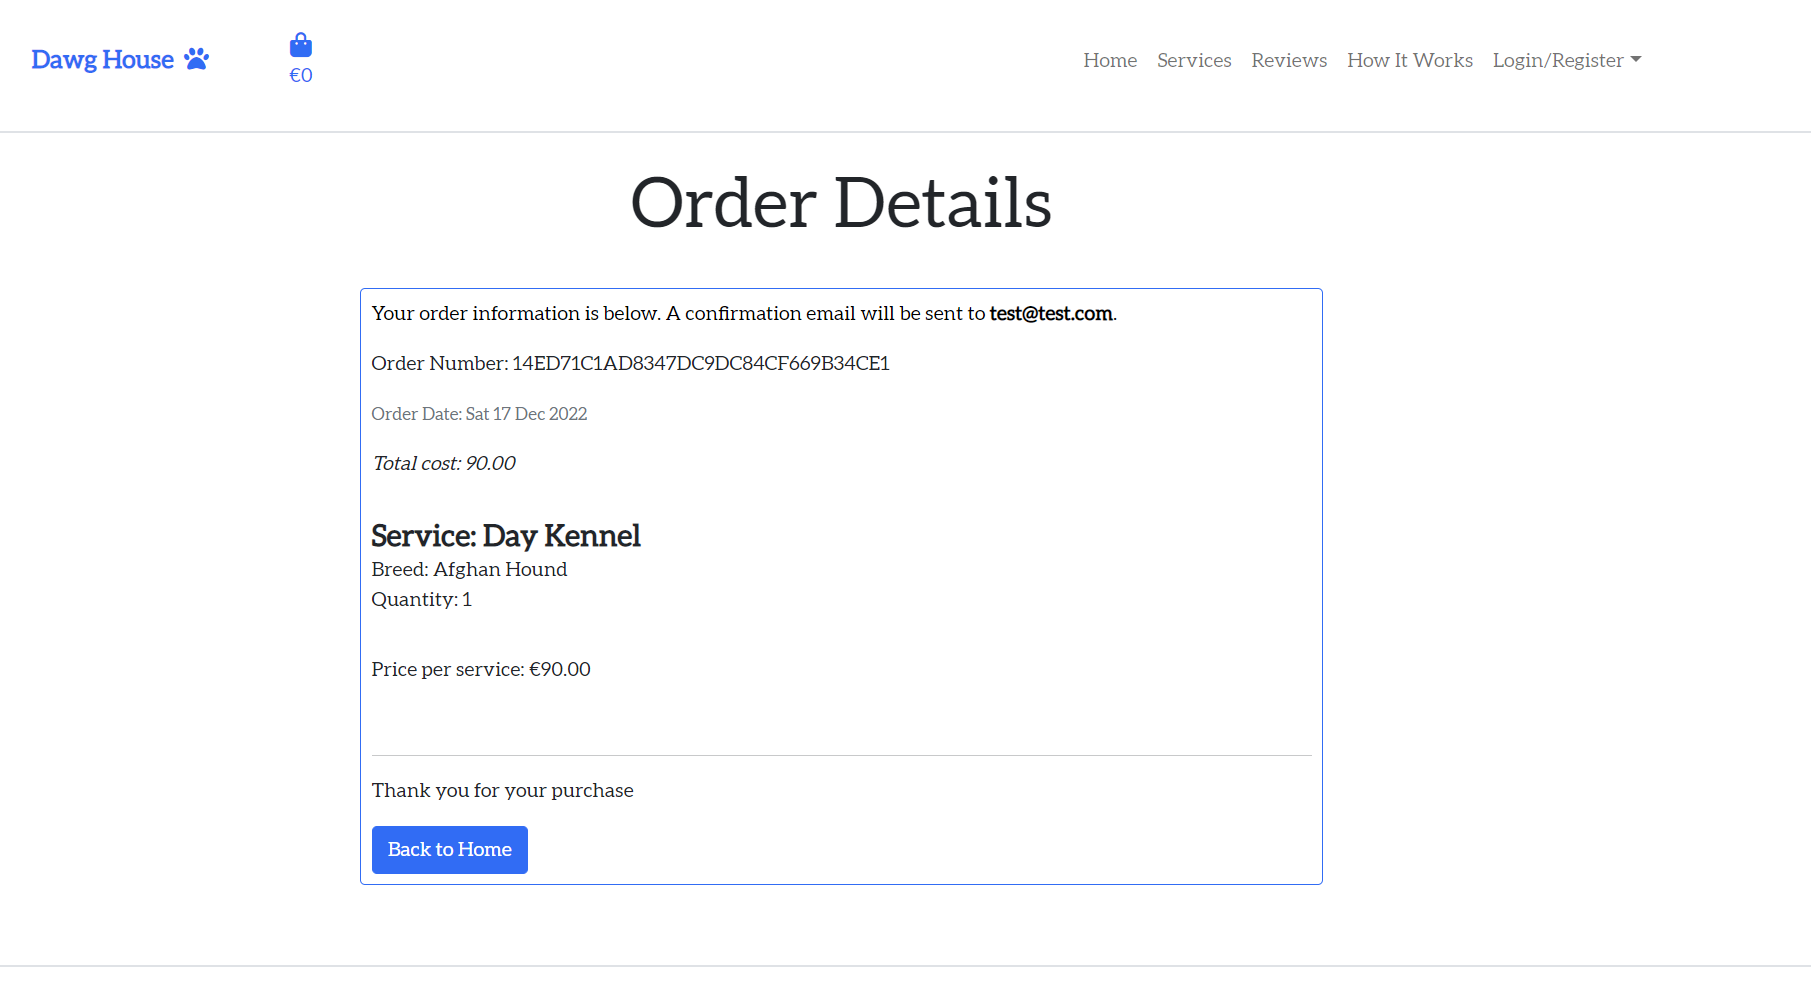 Dawg House
€0
Home Services Reviews How It Works Login/Register
Order Details
Your order information is below. A confirmation email will be sent to test@test.com.
Order Number: 14ED71C1AD8347DC9DC84CF669B34CE1
Order Date: Sat 17 Dec 2022
Total cost: 90.00
Service: Day Kennel
Breed: Afghan Hound
Quantity: 1
Price per service: €90.00
Thank you for your purchase
Back to Home